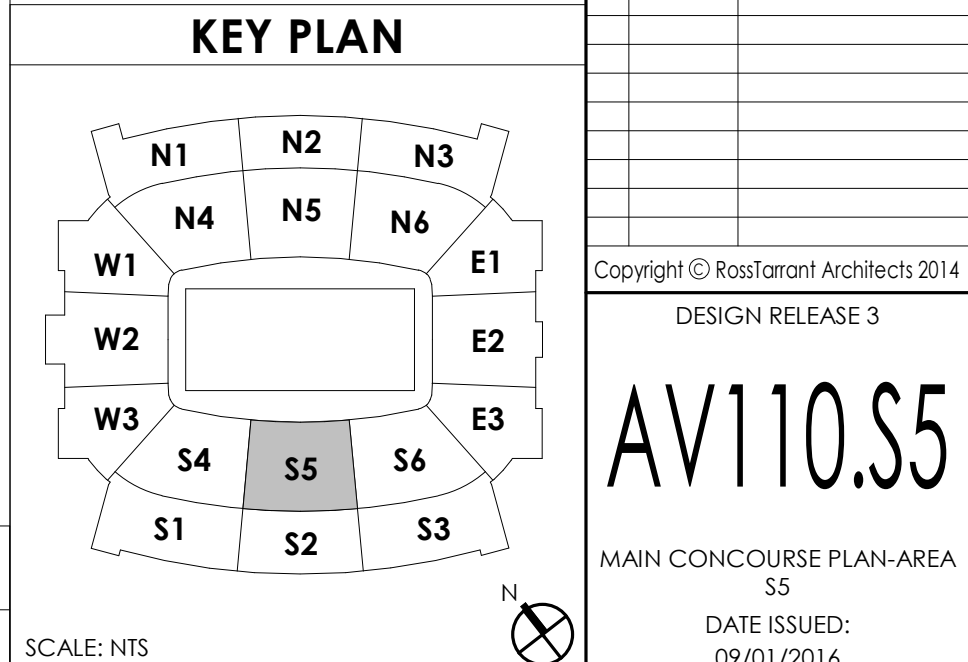 KEY PLAN
N1
N2
N3
N4
N5
N6
W1
E1
W2
E2
W3
E3
S4
S5
S6
S1
S2
S3
N
SCALE: NTS
Copyright © RossTarrant Architects 2014
DESIGN RELEASE 3
AV110.S5
MAIN CONCOURSE PLAN-AREA
S5
DATE ISSUED:
09/01/2016